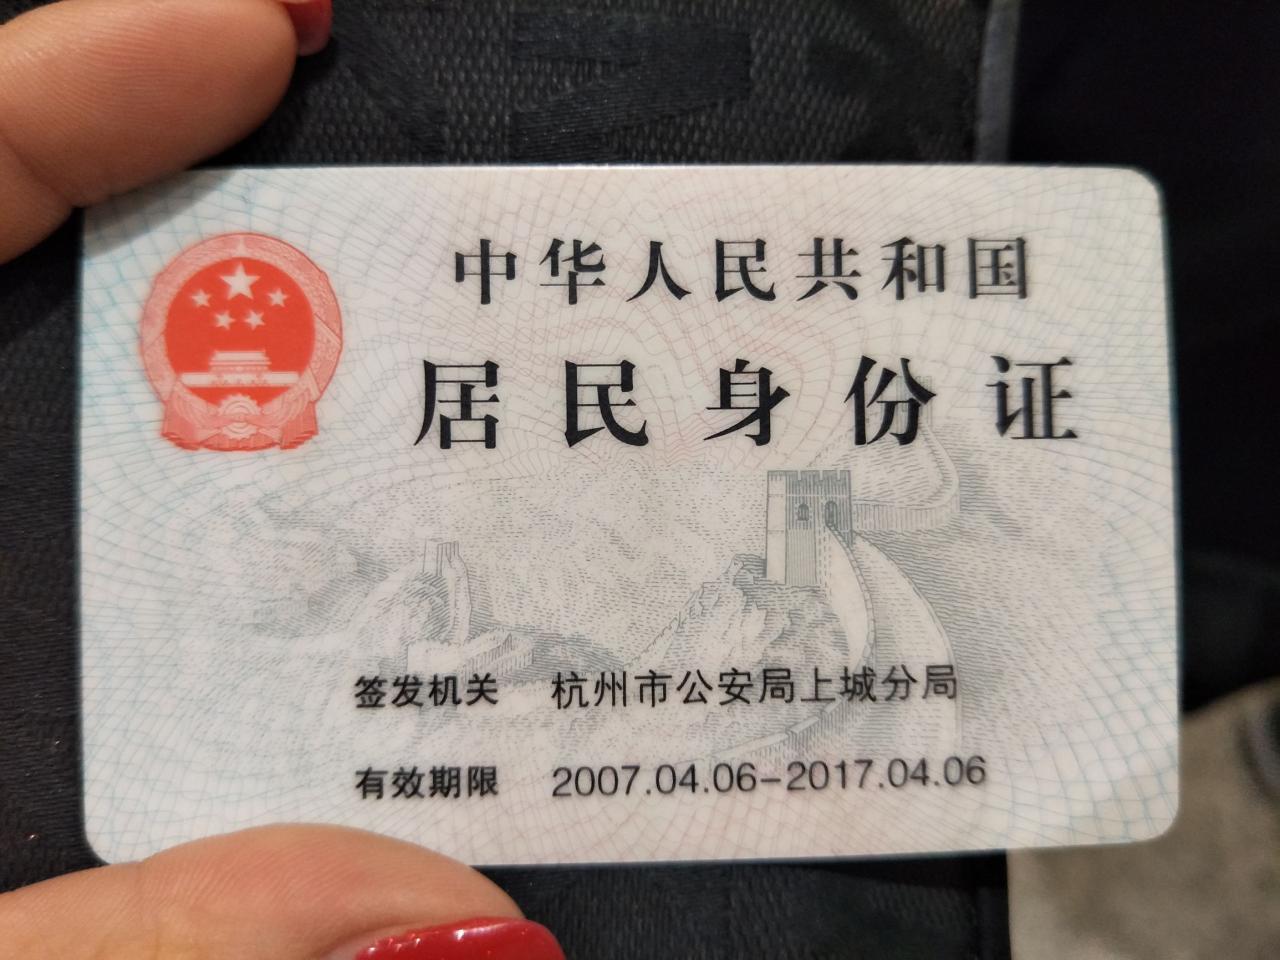 中华人民共和国
居民身份证
签发机关 杭州市公安局上城分局
有效期限 2007.04.06-2017.04.06